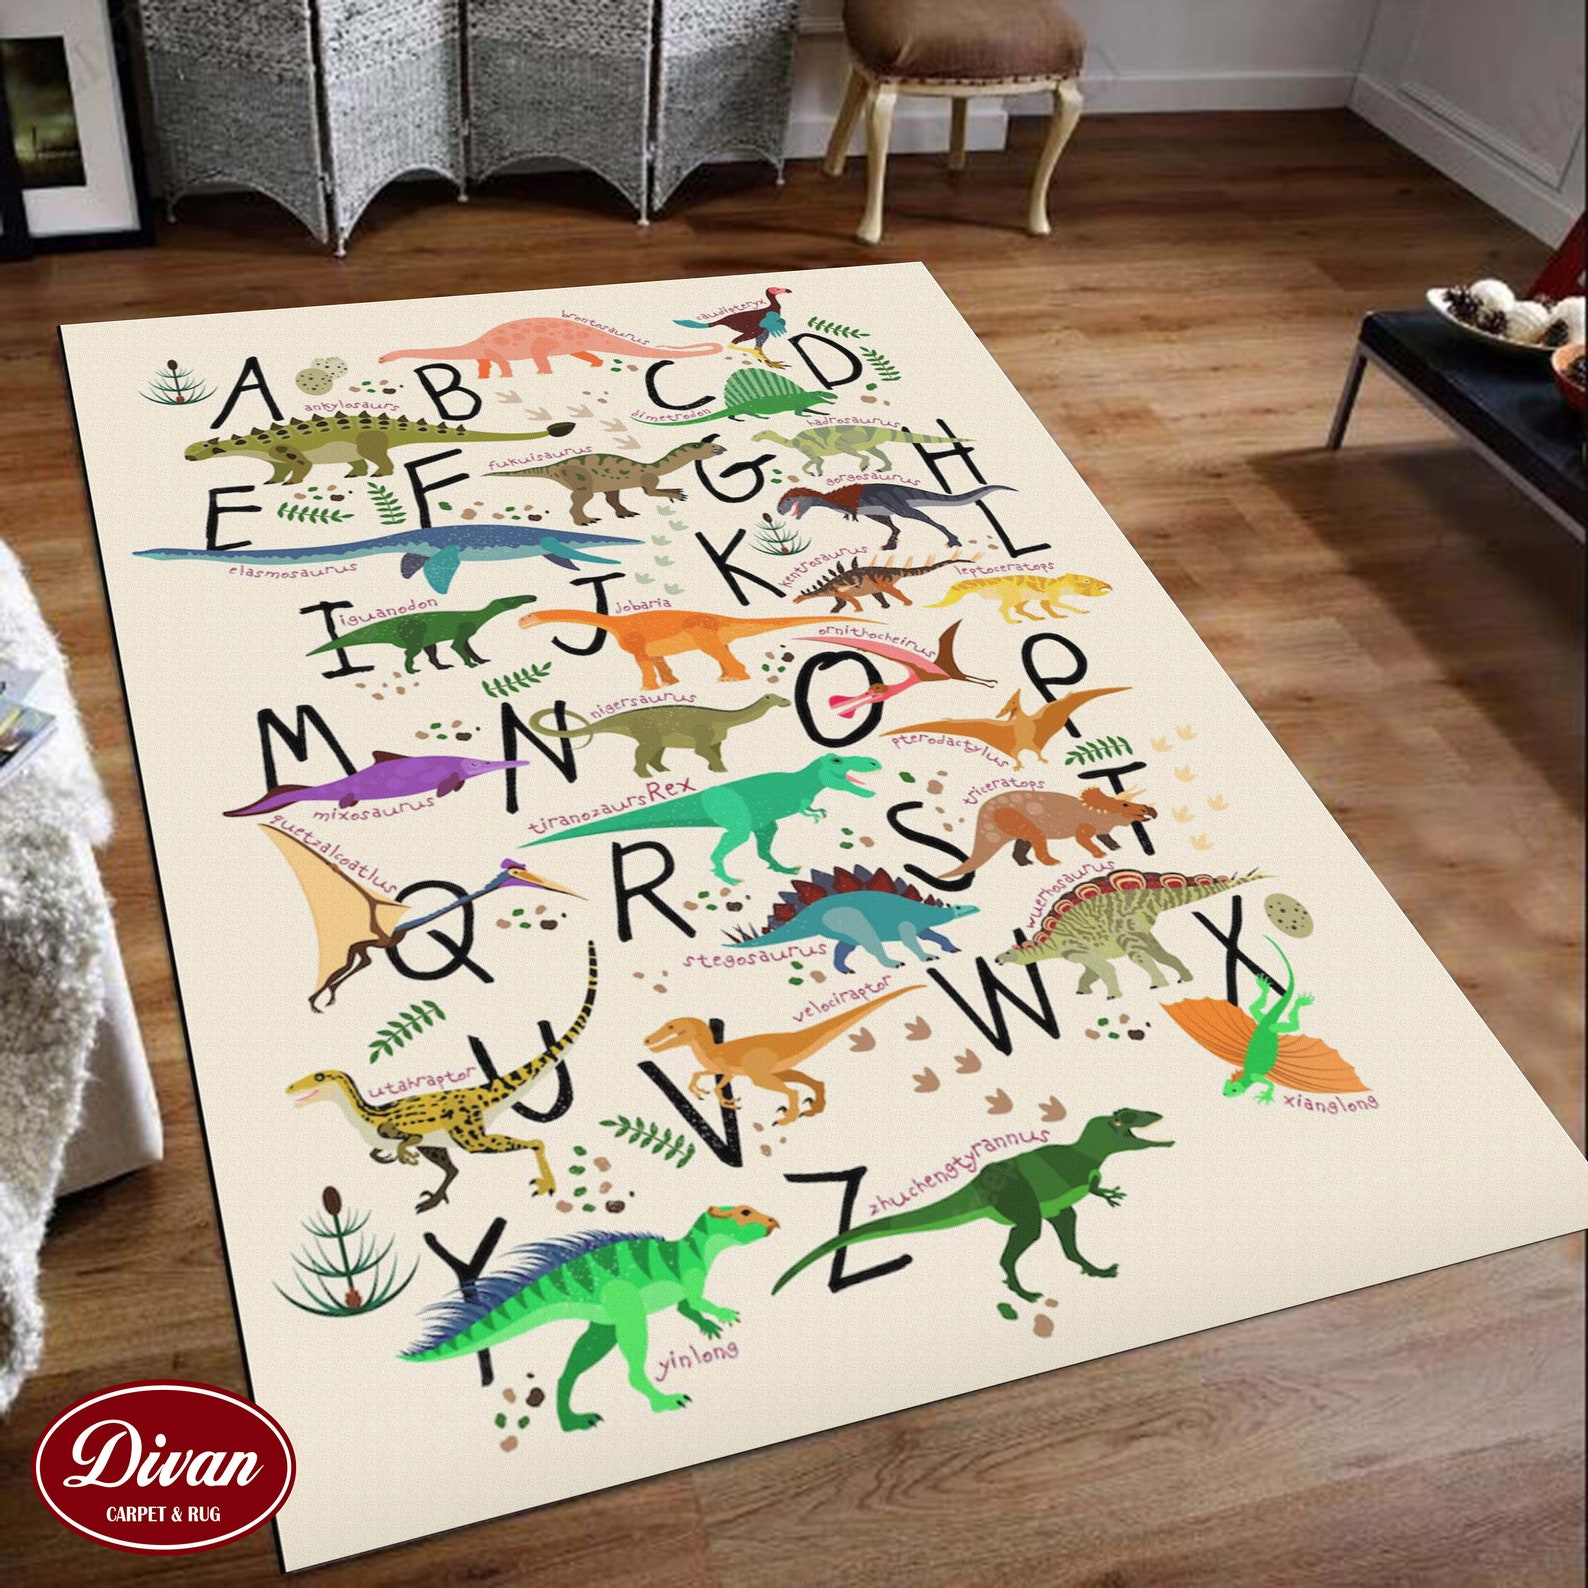 A
B
C
D
brontosaurus
caudipteryx
ankylosaurs
dimetrodon
E
F
G
H
fukuisaurus
hadrosaurus
gorgosaurus
elasmosaurus
I
J
K
L
iguanodon
jobaria
kentrosaurus
leptoceratops
M
N
O
P
mixosaurus
nigersaurus
ornithocheirus
pterodactylus
Q
R
S
T
quetzalcoatlus
tiranozaursRex
stegosaurus
triceratops
U
V
W
X
utahraptor
velociraptor
wuerhosaurus
xianglong
Y
Z
yinlong
zhuchengtyrannus
Divan
CARPET & RUG